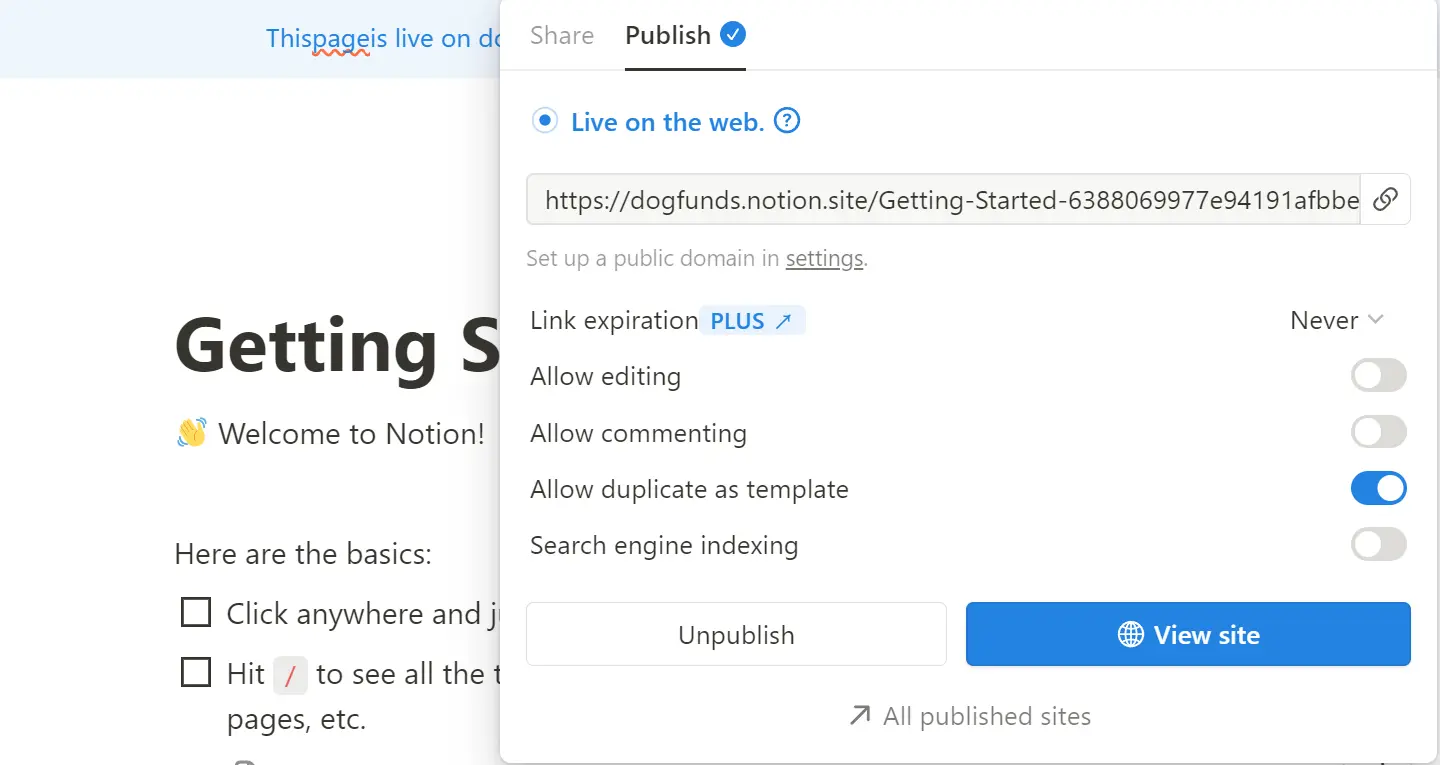 Thispageis live on do
Share Publish
Live on the web.
https://dogfunds.notion.site/Getting-Started-6388069977e94191afbbe
Set up a public domain in settings.
Link expiration PLUS ↗ Never
Allow editing
Allow commenting
Allow duplicate as template
Search engine indexing
Unpublish View site
↗ All published sites
Getting S
👋 Welcome to Notion!
Here are the basics:
Click anywhere and ju
Hit / to see all the t
pages, etc.